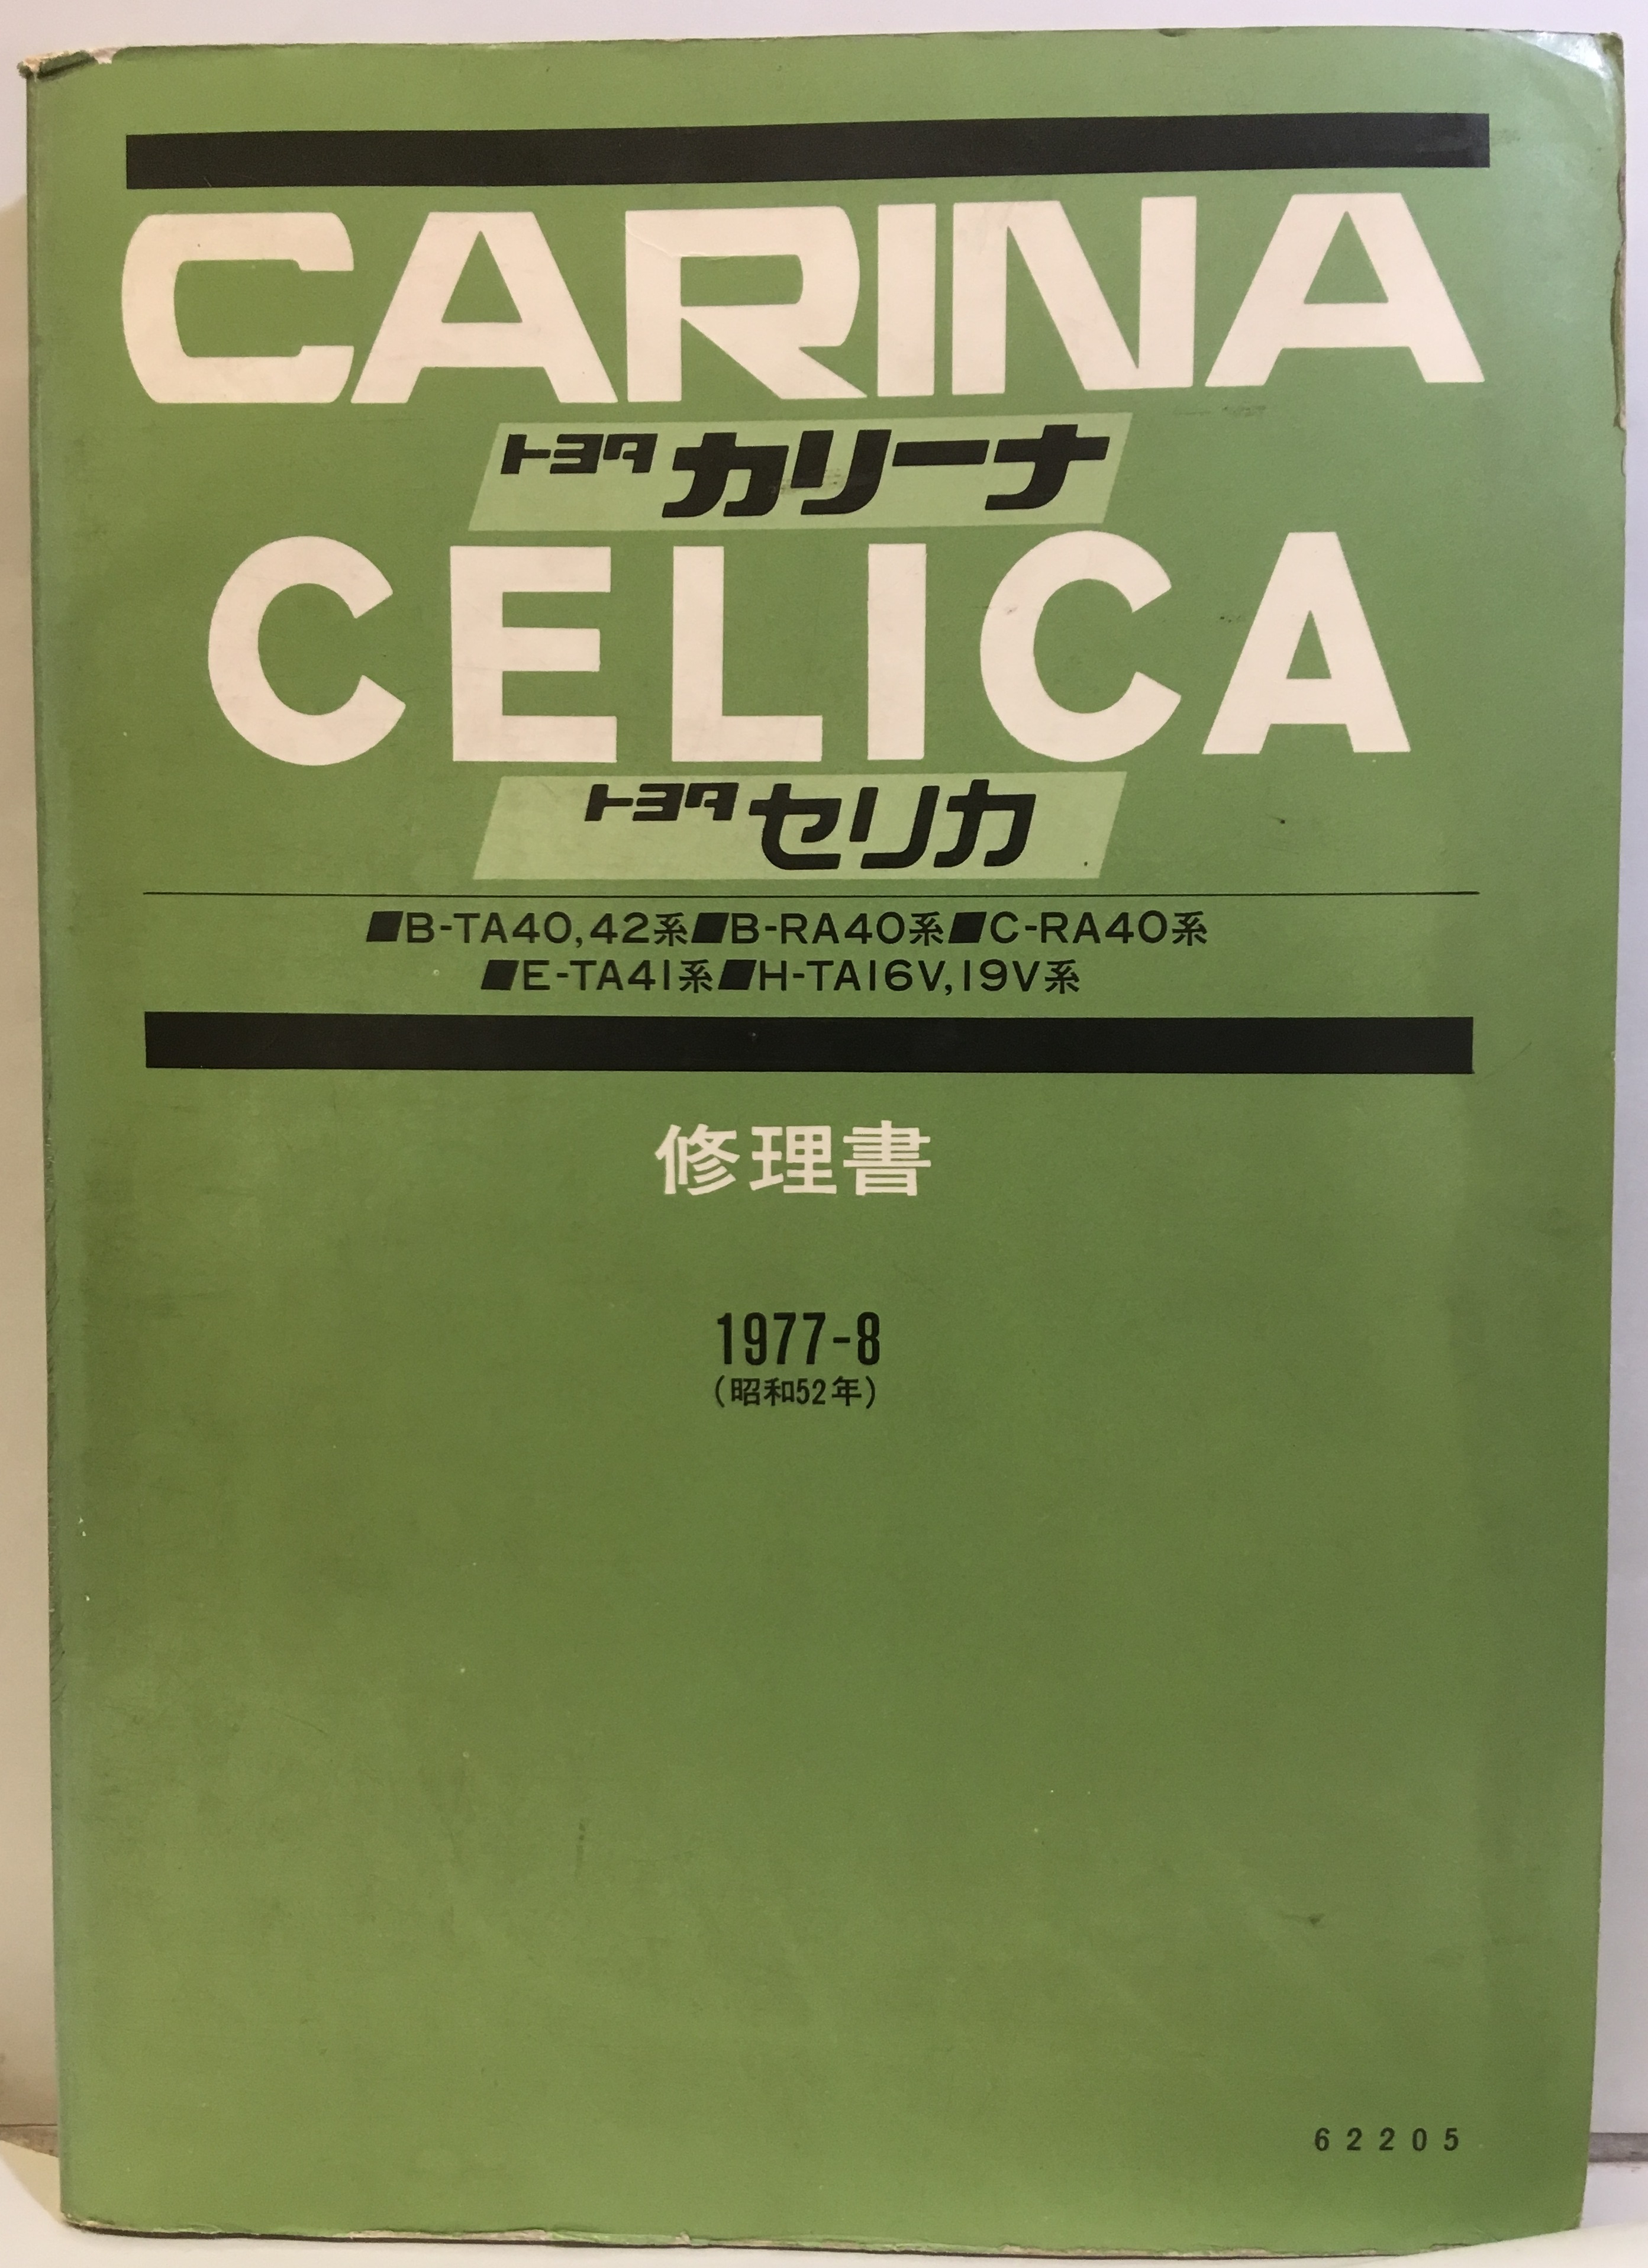 CARINA
トヨタ カリーナ
CELICA
トヨタ セリカ
■B-TA40,42系■B-RA40系■C-RA40系
■E-TA41系■H-TA16V,19V系
修理書
1977-8
(昭和52年)
62205